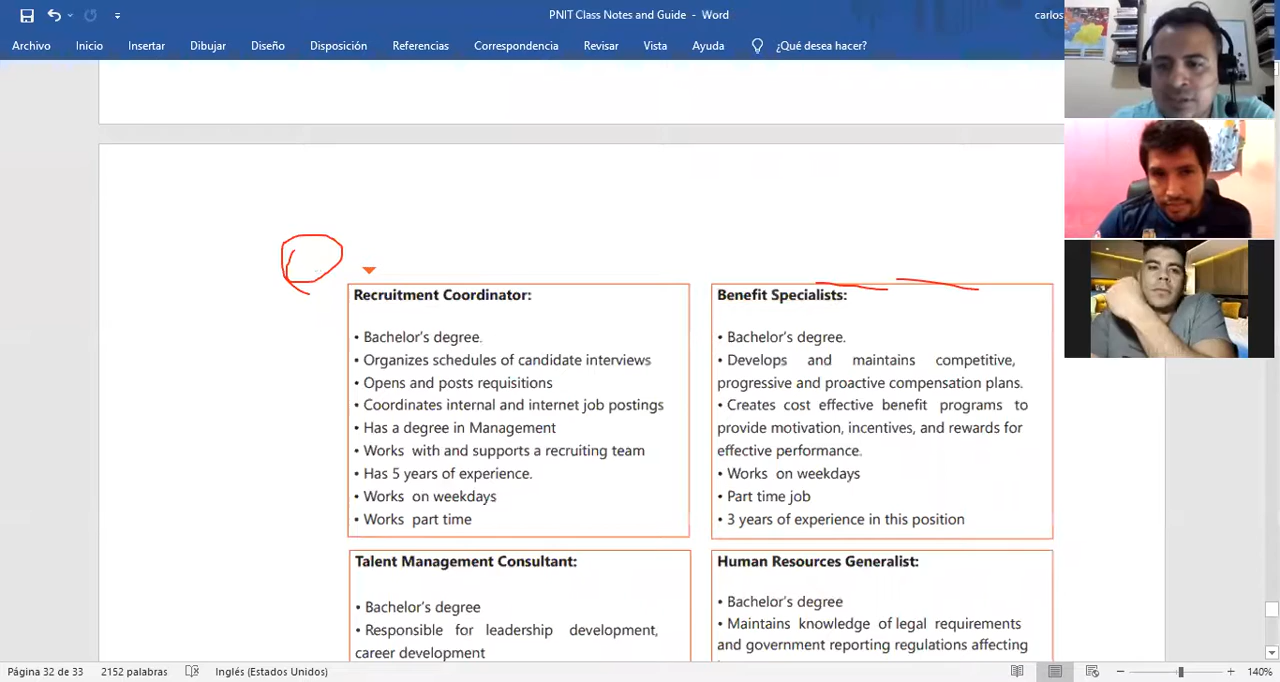 PNIT Class Notes and Guide - Word
carlos
Archivo Inicio Insertar Dibujar Diseño Disposición Referencias Correspondencia Revisar Vista Ayuda ¿Qué desea hacer?
Recruitment Coordinator:
• Bachelor's degree.
• Organizes schedules of candidate interviews
• Opens and posts requisitions
• Coordinates internal and internet job postings
• Has a degree in Management
• Works with and supports a recruiting team
• Has 5 years of experience.
• Works on weekdays
• Works part time
Benefit Specialists:
• Bachelor's degree.
• Develops and maintains competitive,
progressive and proactive compensation plans.
• Creates cost effective benefit programs to
provide motivation, incentives, and rewards for
effective performance.
• Works on weekdays
• Part time job
• 3 years of experience in this position
Talent Management Consultant:
• Bachelor's degree
• Responsible for leadership development,
career development
Human Resources Generalist:
• Bachelor's degree
• Maintains knowledge of legal requirements
and government reporting regulations affecting
Página 32 de 33 2152 palabras Inglés (Estados Unidos) 140%